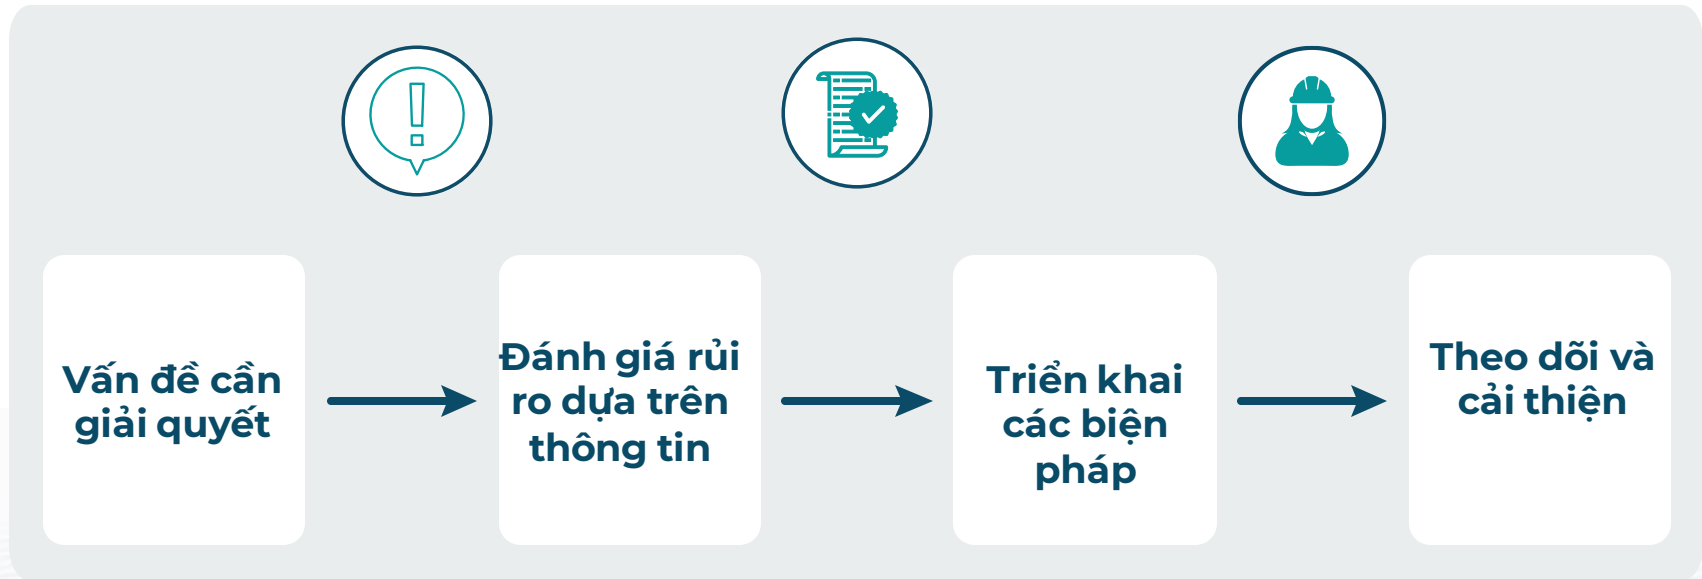 Vấn đề cần
giải quyết
Đánh giá rủi
ro dựa trên
thông tin
Triển khai
các biện
pháp
Theo dõi và
cải thiện